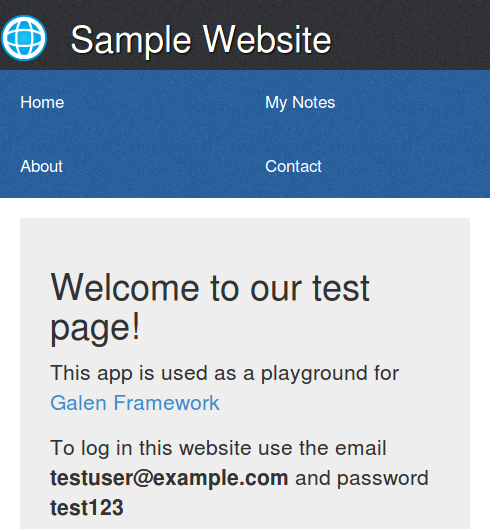 Sample Website
Home
My Notes
About
Contact
Welcome to our test
page!
This app is used as a playground for
Galen Framework
To log in this website use the email
testuser@example.com and password
test123